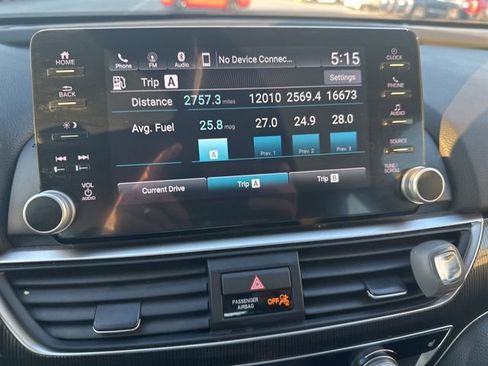 HOME
BACK
VOL
AUDIO
Phone FM Audio No Device Connec... 5:15
Trip A Settings
Distance 2757.3 miles 12010 2569.4 16673
Avg. Fuel 25.8 mpg 27.0 24.9 28.0
A Prev. 1 Prev. 2 Prev. 3
Current Drive Trip A Trip B
CLOCK
PHONE
AUDIO
SOURCE
TUNE/
SCROLL
PASSENGER
AIRBAG
OFF